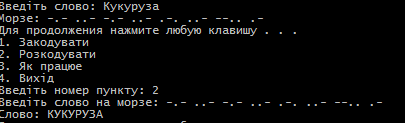 Введіть слово: Кукуруза
Морзе: -.- ..- -.- ..- .-. ..- --.. .-
Для продолжения нажмите любую клавишу . . .
1. Закодувати
2. Розкодувати
3. Як працює
4. Вихід
Введіть номер пункту: 2
Введіть слово на морзе: -.- ..- -.- ..- .-. ..- --.. .-
Слово: КУКУРУЗА